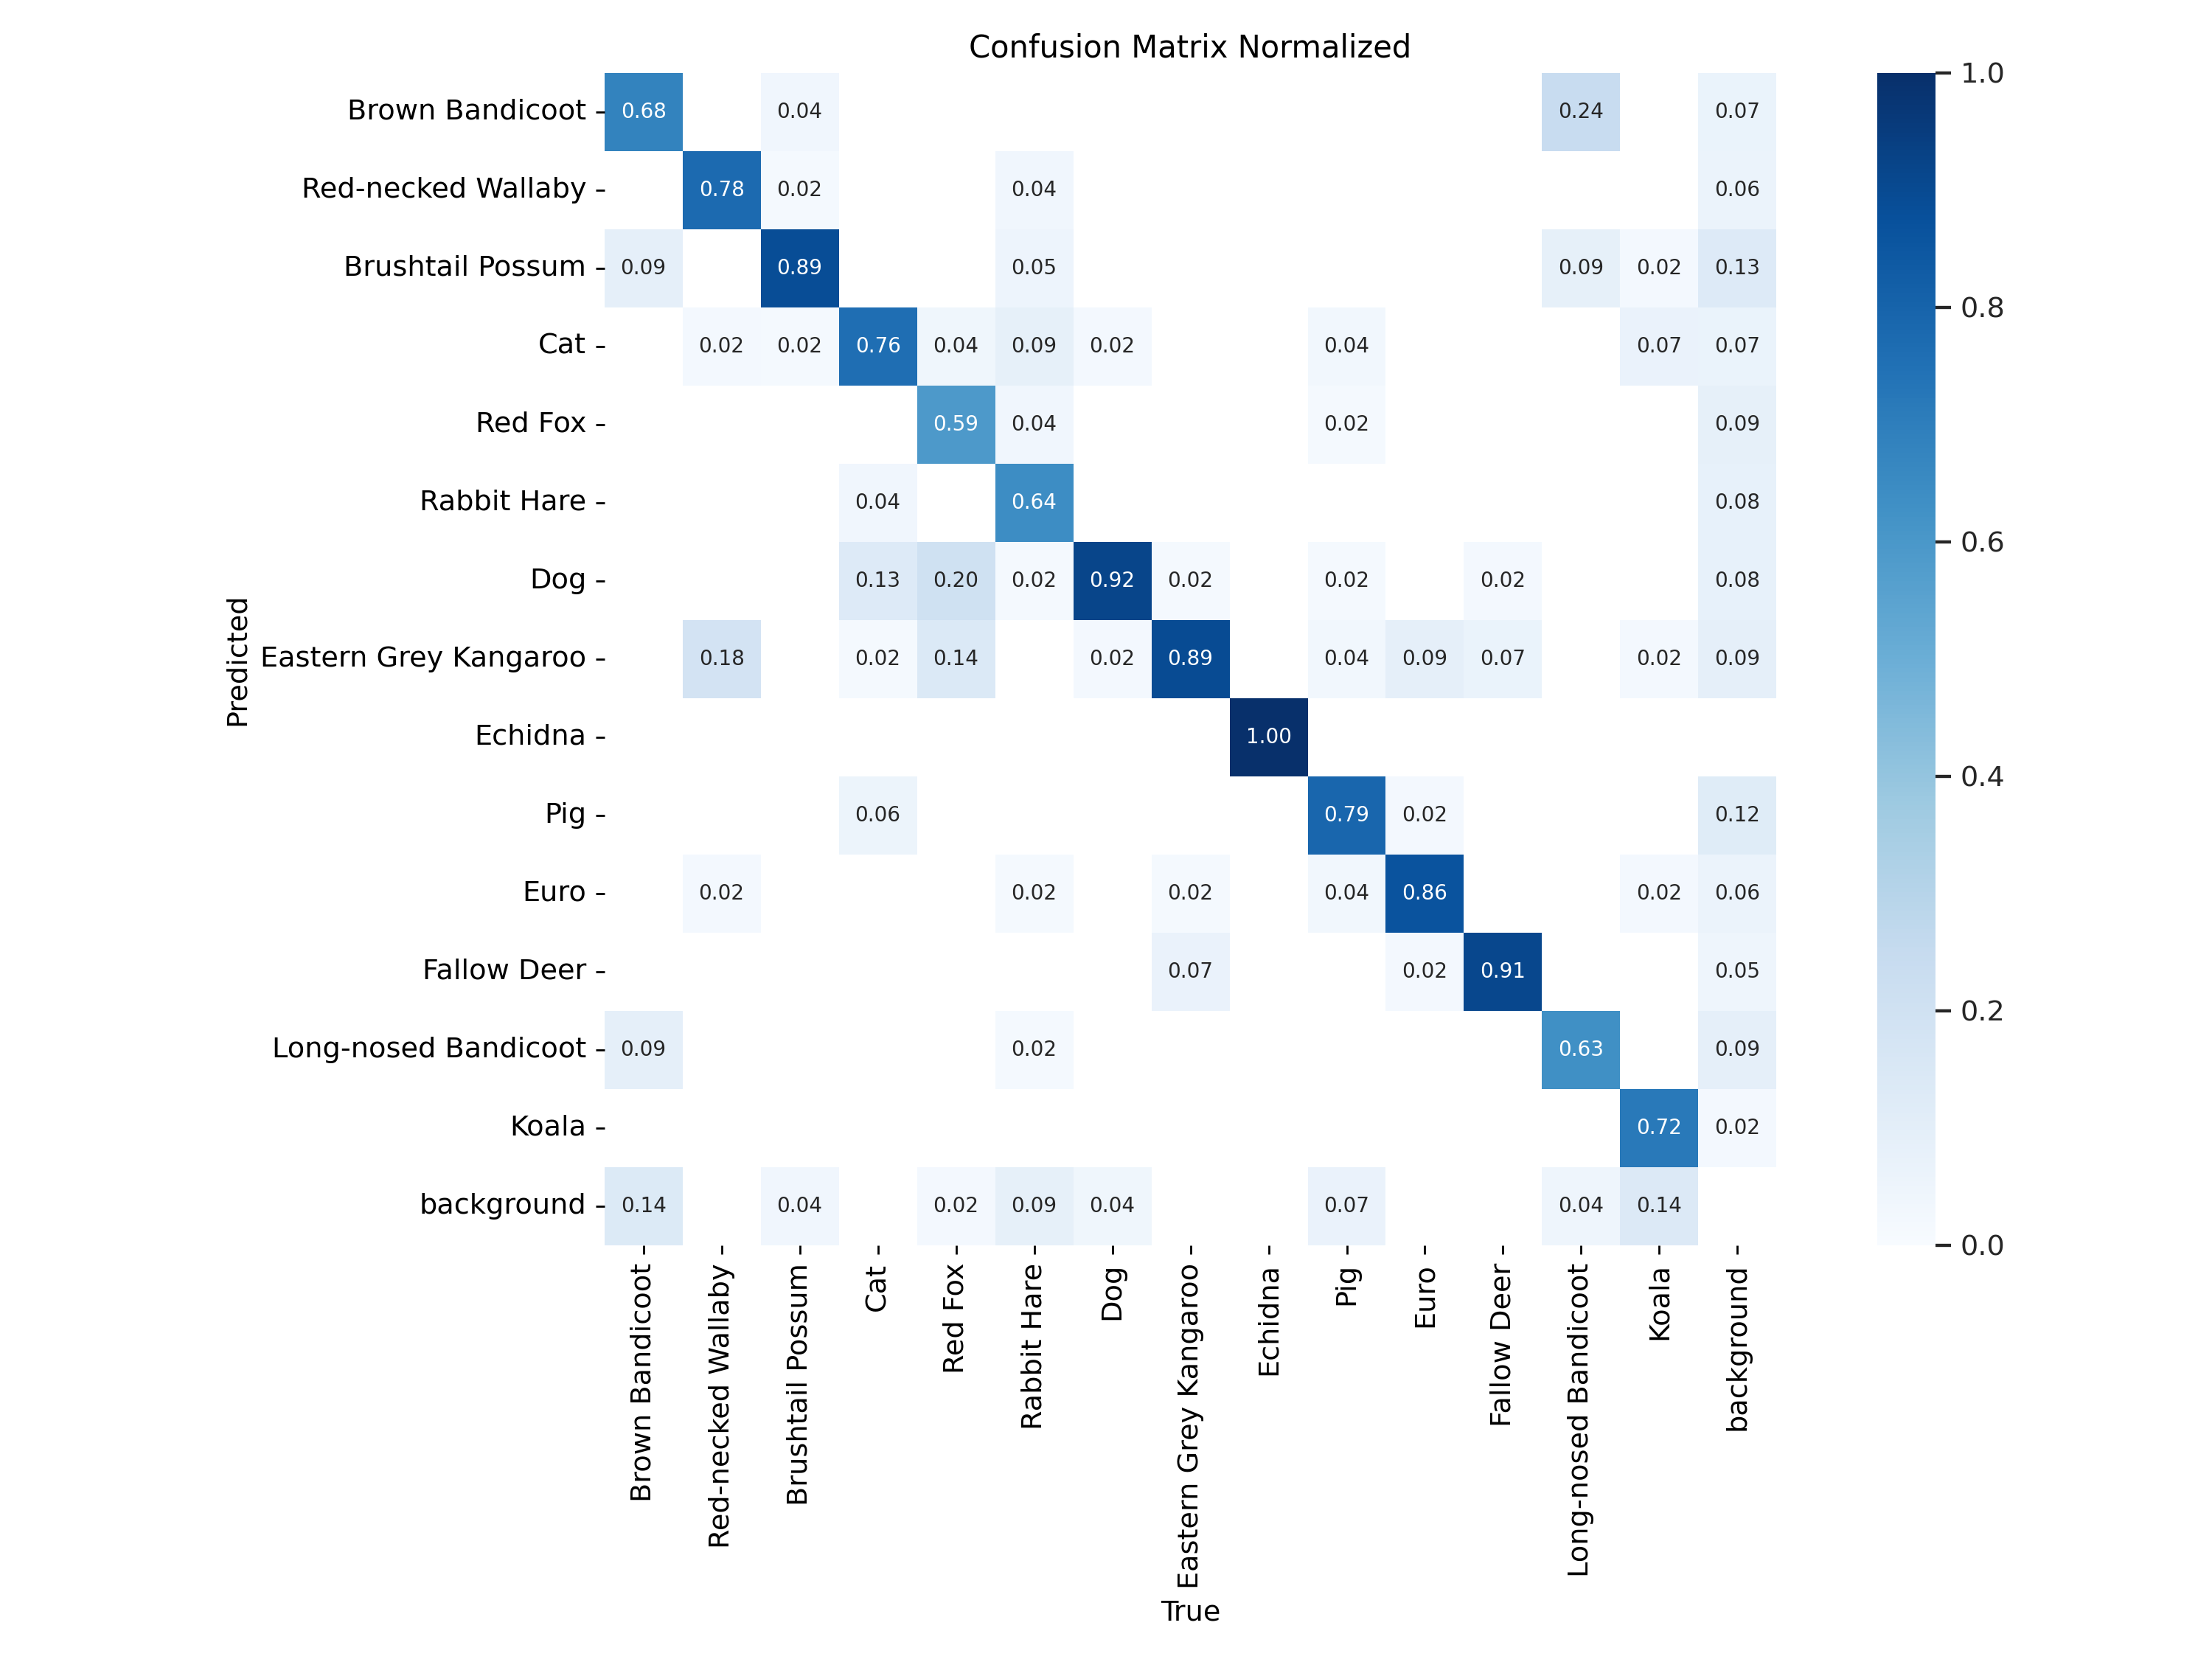 Confusion Matrix Normalized
Brown Bandicoot 0.68 0.04 0.24 0.07
Red-necked Wallaby 0.78 0.02 0.04 0.06
Brushtail Possum 0.09 0.89 0.05 0.09 0.02 0.13
Cat 0.02 0.02 0.76 0.04 0.09 0.02 0.04 0.07 0.07
Red Fox 0.59 0.04 0.02 0.09
Rabbit Hare 0.04 0.64 0.08
Dog 0.13 0.20 0.02 0.92 0.02 0.02 0.02 0.08
Eastern Grey Kangaroo 0.18 0.02 0.14 0.02 0.89 0.04 0.09 0.07 0.02 0.09
Echidna 1.00
Pig 0.06 0.79 0.02 0.12
Euro 0.02 0.02 0.02 0.04 0.86 0.02 0.06
Fallow Deer 0.07 0.02 0.91 0.05
Long-nosed Bandicoot 0.09 0.02 0.63 0.09
Koala 0.72 0.02
background 0.14 0.04 0.02 0.09 0.04 0.07 0.04 0.14
Predicted
Brown Bandicoot
Red-necked Wallaby
Brushtail Possum
Cat
Red Fox
Rabbit Hare
Dog
Eastern Grey Kangaroo
Echidna
Pig
Euro
Fallow Deer
Long-nosed Bandicoot
Koala
background
True
1.0
0.8
0.6
0.4
0.2
0.0